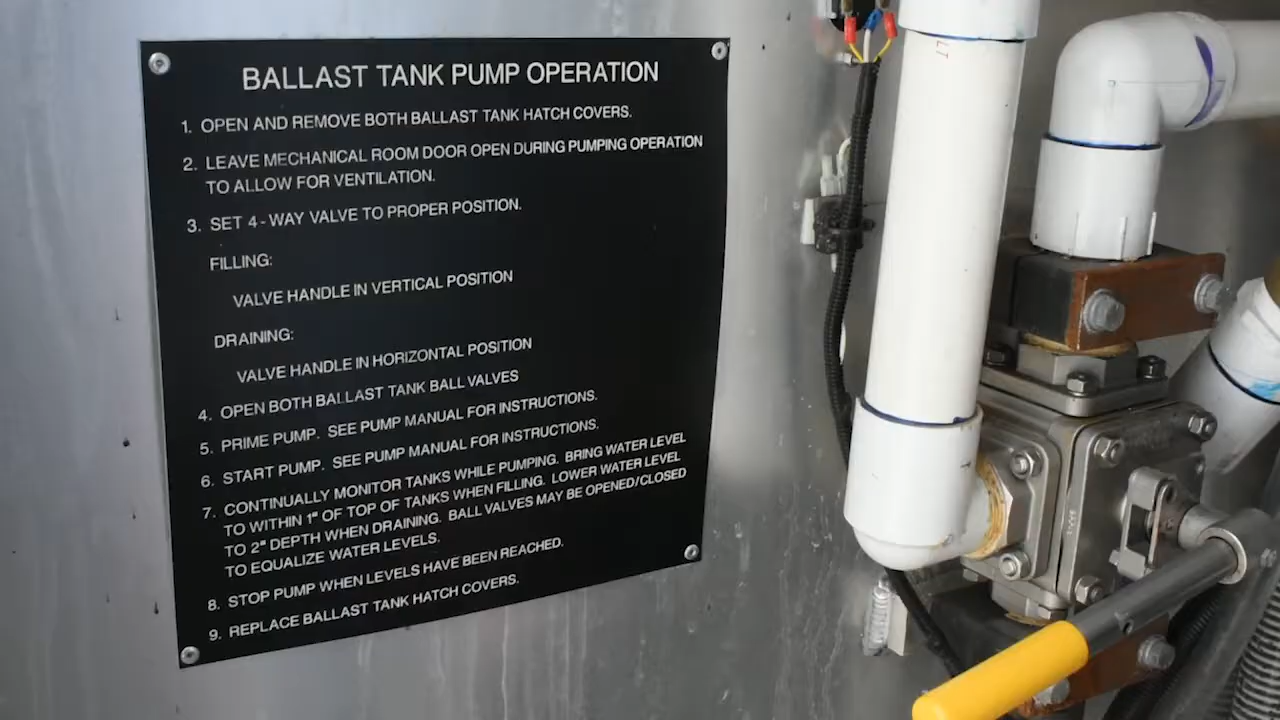 BALLAST TANK PUMP OPERATION
1. OPEN AND REMOVE BOTH BALLAST TANK HATCH COVERS.
2. LEAVE MECHANICAL ROOM DOOR OPEN DURING PUMPING OPERATION
TO ALLOW FOR VENTILATION.
3. SET 4-WAY VALVE TO PROPER POSITION.
FILLING:
VALVE HANDLE IN VERTICAL POSITION
DRAINING:
VALVE HANDLE IN HORIZONTAL POSITION
4. OPEN BOTH BALLAST TANK BALL VALVES
5. PRIME PUMP. SEE PUMP MANUAL FOR INSTRUCTIONS.
6. START PUMP. SEE PUMP MANUAL FOR INSTRUCTIONS.
7. CONTINUALLY MONITOR TANKS WHILE PUMPING. BRING WATER LEVEL
TO WITHIN 1" OF TOP OF TANKS WHEN FILLING. LOWER WATER LEVEL
TO 2" DEPTH WHEN DRAINING. BALL VALVES MAY BE OPENED/CLOSED
TO EQUALIZE WATER LEVELS.
8. STOP PUMP WHEN LEVELS HAVE BEEN REACHED.
9. REPLACE BALLAST TANK HATCH COVERS.